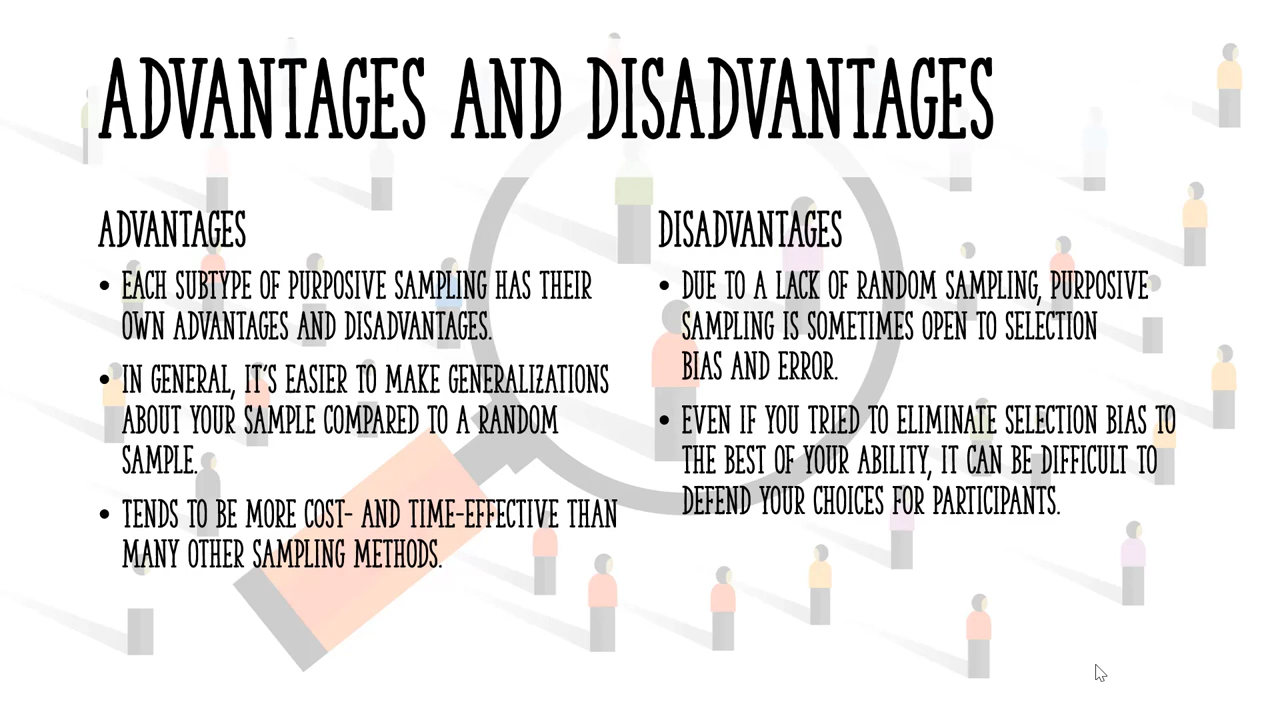 ADVANTAGES AND DISADVANTAGES
ADVANTAGES
• EACH SUBTYPE OF PURPOSIVE SAMPLING HAS THEIR
OWN ADVANTAGES AND DISADVANTAGES.
• IN GENERAL, IT'S EASIER TO MAKE GENERALIZATIONS
ABOUT YOUR SAMPLE COMPARED TO A RANDOM
SAMPLE.
• TENDS TO BE MORE COST- AND TIME-EFFECTIVE THAN
MANY OTHER SAMPLING METHODS.
DISADVANTAGES
• DUE TO A LACK OF RANDOM SAMPLING, PURPOSIVE
SAMPLING IS SOMETIMES OPEN TO SELECTION
BIAS AND ERROR.
• EVEN IF YOU TRIED TO ELIMINATE SELECTION BIAS TO
THE BEST OF YOUR ABILITY, IT CAN BE DIFFICULT TO
DEFEND YOUR CHOICES FOR PARTICIPANTS.